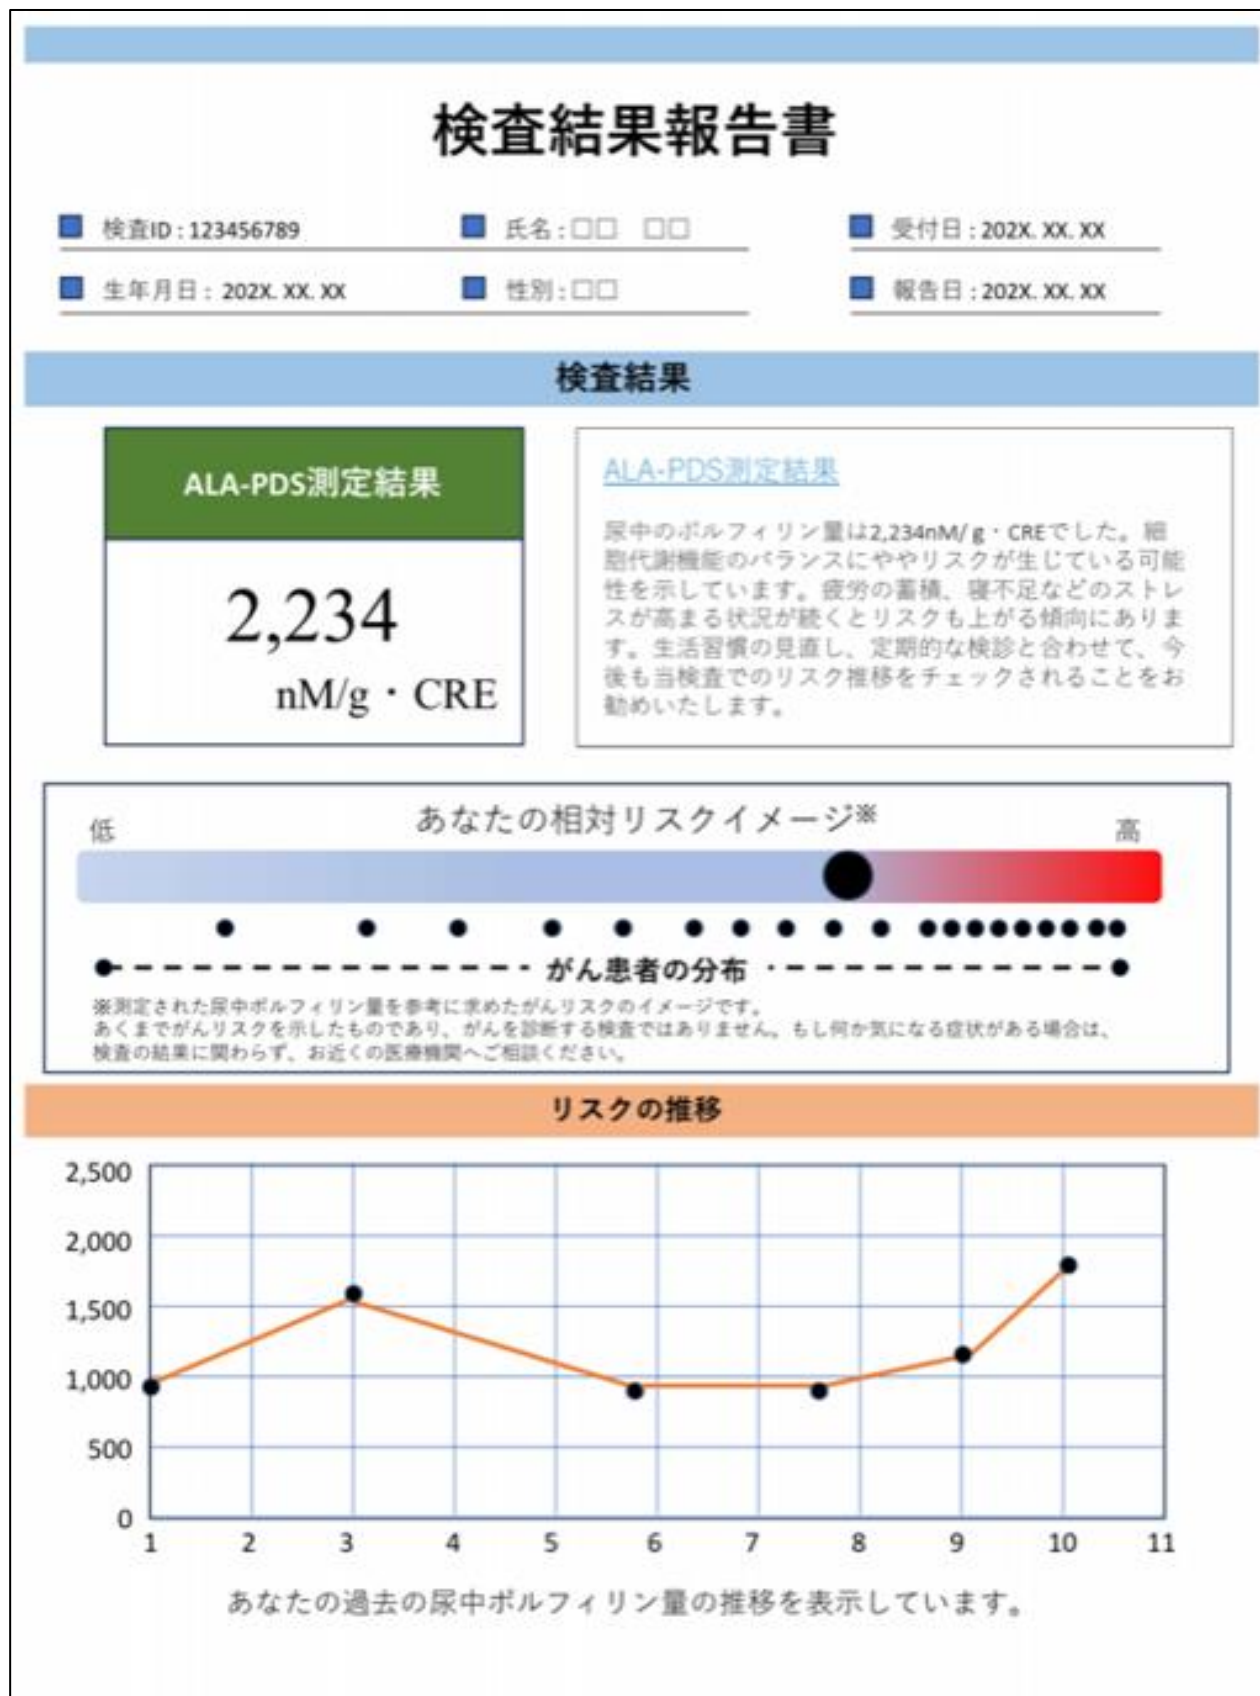 検査結果報告書
検査ID : 123456789
氏名 : □□ □□
受付日 : 202X. XX. XX
生年月日 : 202X. XX. XX
性別 : □□
報告日 : 202X. XX. XX
検査結果
ALA-PDS測定結果
2,234
nM/g・CRE
ALA-PDS測定結果
尿中のポルフィリン量は2,234nM/ g・CREでした。細
胞代謝機能のバランスにややリスクが生じている可能
性を示しています。疲労の蓄積、寝不足などのストレ
スが高まる状況が続くとリスクも上がる傾向にありま
す。生活習慣の見直し、定期的な検診と合わせて、今
後も当検査でのリスク推移をチェックされることをお
勧めいたします。
あなたの相対リスクイメージ※
低
高
がん患者の分布
※測定された尿中ポルフィリン量を参考に求めたがんリスクのイメージです。
あくまでがんリスクを示したものであり、がんを診断する検査ではありません。もし何か気になる症状がある場合は、
検査の結果に関わらず、お近くの医療機関へご相談ください。
リスクの推移
2,500
2,000
1,500
1,000
500
0
1 2 3 4 5 6 7 8 9 10 11
あなたの過去の尿中ポルフィリン量の推移を表示しています。